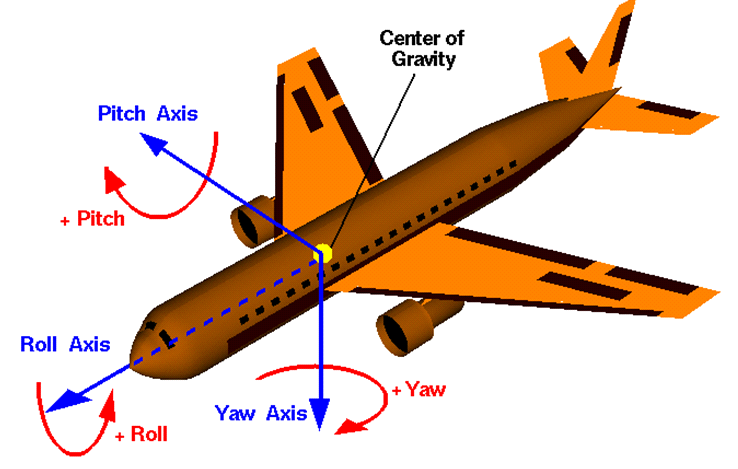 Center of
Gravity
Pitch Axis
+ Pitch
Roll Axis
+ Yaw
Yaw Axis
+ Roll